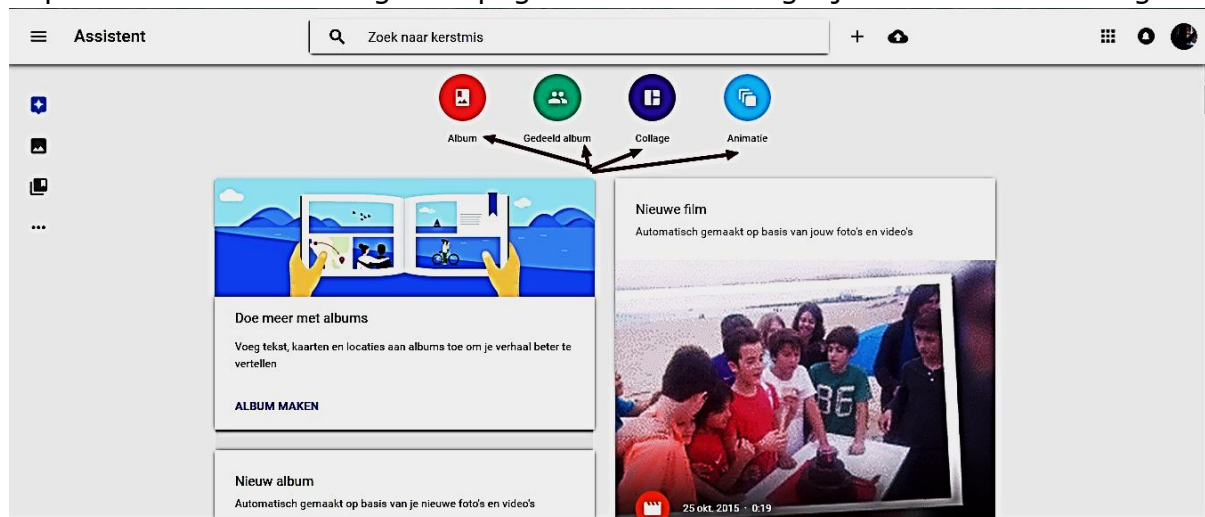 Assistent
Zoek naar kerstmis
Album
Gedeeld album
Collage
Animatie
Doe meer met albums
Voeg tekst, kaarten en locaties aan albums toe om je verhaal beter te
vertellen
ALBUM MAKEN
Nieuw album
Automatisch gemaakt op basis van je nieuwe foto's en video's
Nieuwe film
Automatisch gemaakt op basis van jouw foto's en video's
86
25 okt. 2015 · 0:19